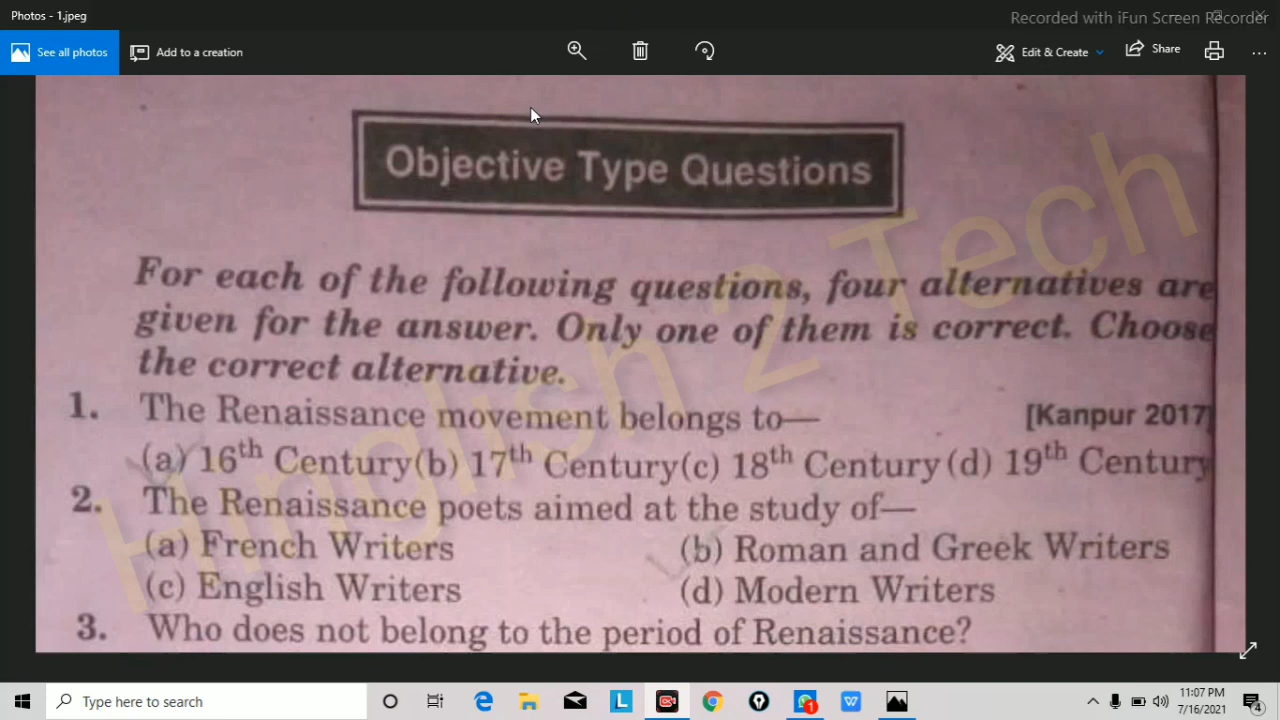 Photos - 1.jpeg
Recorded with iFun Screen Recorder
See all photos
Add to a creation
Edit & Create
Share
Objective Type Questions
For each of the following questions, four alternatives are
given for the answer. Only one of them is correct. Choose
the correct alternative.
1. The Renaissance movement belongs to— [Kanpur 2017]
(a) 16th Century (b) 17th Century (c) 18th Century (d) 19th Century
2. The Renaissance poets aimed at the study of—
(a) French Writers (b) Roman and Greek Writers
(c) English Writers (d) Modern Writers
3. Who does not belong to the period of Renaissance?
Hinglish 2 Tech
Type here to search
L
1
W
11:07 PM
7/16/2021
4